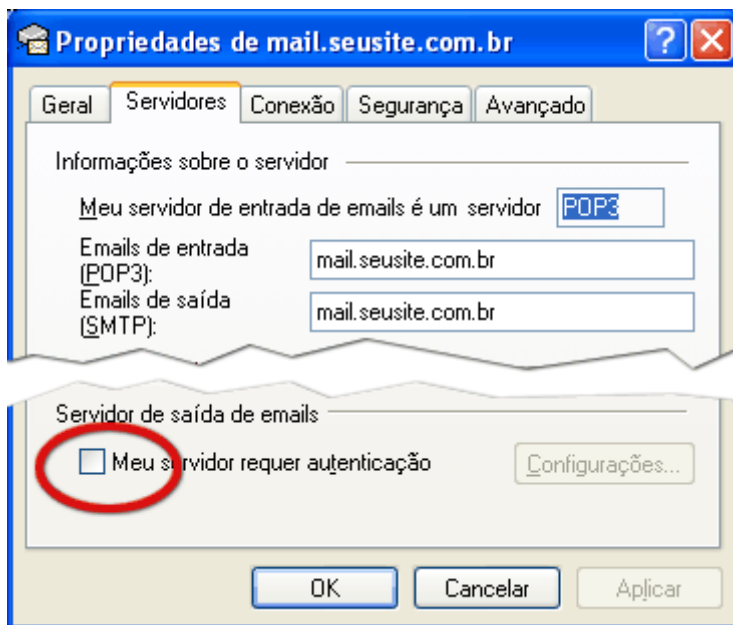 Propriedades de mail.seusite.com.br
Geral Servidores Conexão Segurança Avançado
Informações sobre o servidor
Meu servidor de entrada de emails é um servidor POP3
Emails de entrada
(POP3):
mail.seusite.com.br
Emails de saída
(SMTP):
mail.seusite.com.br
Servidor de saída de emails
Meu servidor requer autenticação Configurações...
OK Cancelar Aplicar